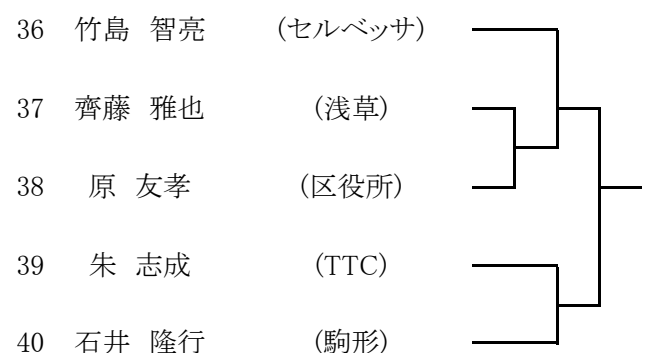 36 竹島 智亮 (セルベッサ)
37 齊藤 雅也 (浅草)
38 原 友孝 (区役所)
39 朱 志成 (TTC)
40 石井 隆行 (駒形)